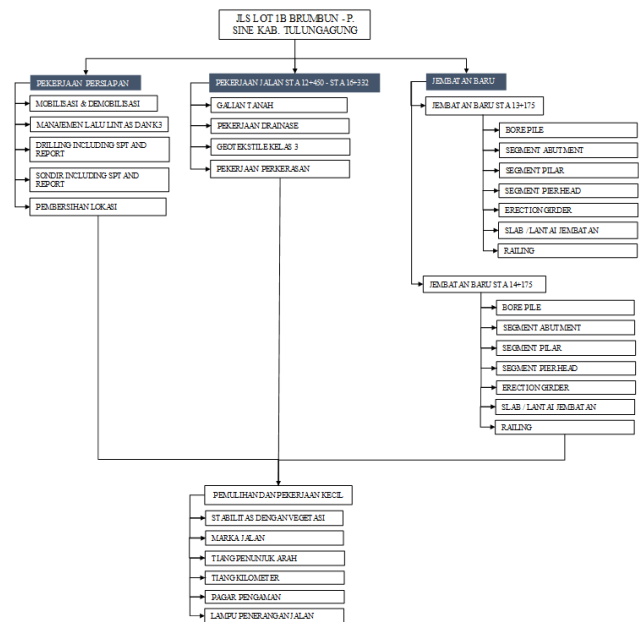 JLS LOT 1B BRUMBUN - P.
SINE KAB. TULUNGAGUNG
PEKERJAAN PERSIAPAN
MOBILISASI & DEMOBILISASI
MANAJEMEN LALU LINTAS DAN K3
DRILLING INCLUDING SPT AND
REPORT
SONDIR INCLUDING SPT AND
REPORT
PEMBERSIHAN LOKASI
PEKERJAAN JALAN STA 12+450 - STA 16+332
GALIAN TANAH
PEKERJAAN DRAINASE
GEOTEKSTILE KELAS 3
PEKERJAAN PERKERASAN
JEMBATAN BARU
JEMBATAN BARU STA 13+175
BORE PILE
SEGMENT ABUTMENT
SEGMENT PILAR
SEGMENT PIERHEAD
ERECTION GIRDER
SLAB / LANTAI JEMBATAN
RAILING
JEMBATAN BARU STA 14+175
BORE PILE
SEGMENT ABUTMENT
SEGMENT PILAR
SEGMENT PIERHEAD
ERECTION GIRDER
SLAB / LANTAI JEMBATAN
RAILING
PEMULIHAN DAN PEKERJAAN KECIL
STABILITAS DENGAN VEGETASI
MARKA JALAN
TIANG PENUNJUK ARAH
TIANG KILOMETER
PAGAR PENGAMAN
LAMPU PENERANGAN JALAN